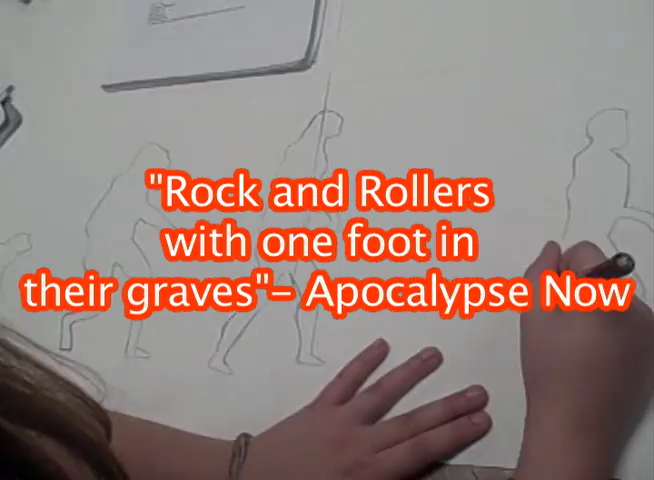 "Rock and Rollers
with one foot in
their graves"– Apocalypse Now